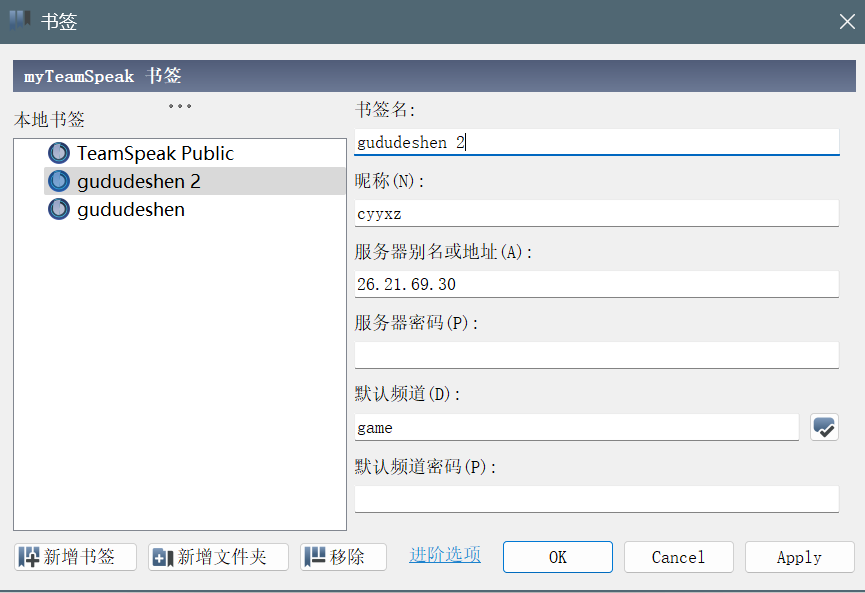 书签
myTeamSpeak 书签
本地书签
TeamSpeak Public
gududeshen 2
gududeshen
书签名:
gududeshen 2
昵称(N):
cyyxz
服务器别名或地址(A):
26.21.69.30
服务器密码(P):
默认频道(D):
game
默认频道密码(P):
新增书签
新增文件夹
移除
进阶选项
OK
Cancel
Apply